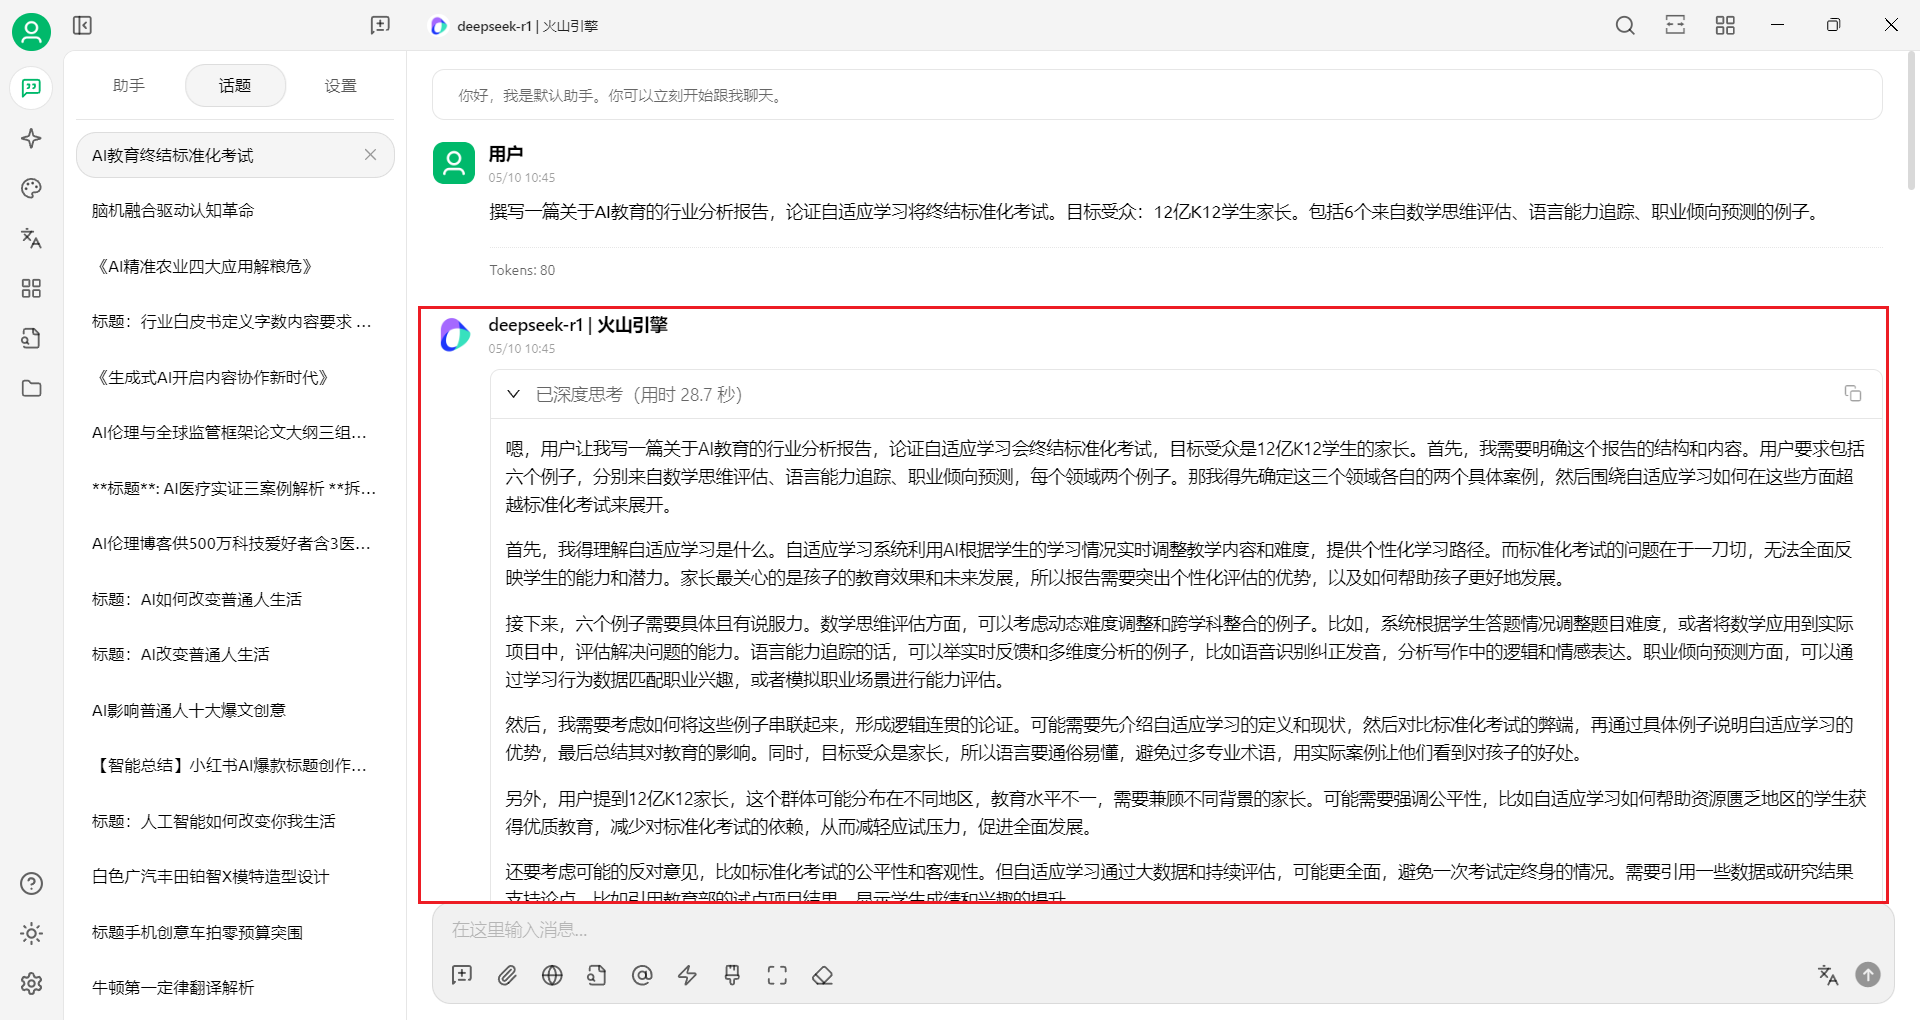 deepseek-r1 | 火山引擎
助手
话题
设置
AI教育终结标准化考试
脑机融合驱动认知革命
《AI精准农业四大应用解粮危》
标题：行业白皮书定义字数内容要求 ...
《生成式AI开启内容协作新时代》
AI伦理与全球监管框架论文大纲三组...
**标题**: AI医疗实证三案例解析 **拆...
AI伦理博客供500万科技爱好者含3医...
标题：AI如何改变普通人生活
标题：AI改变普通人生活
AI影响普通人十大爆文创意
【智能总结】小红书AI爆款标题创作...
标题：人工智能如何改变你我生活
白色广汽丰田铂智X模特造型设计
标题手机创意车拍零预算突围
牛顿第一定律翻译解析
你好，我是默认助手。你可以立刻开始跟我聊天。
用户
05/10 10:45
撰写一篇关于AI教育的行业分析报告，论证自适应学习将终结标准化考试。目标受众：12亿K12学生家长。包括6个来自数学思维评估、语言能力追踪、职业倾向预测的例子。
Tokens: 80
deepseek-r1 | 火山引擎
05/10 10:45
已深度思考（用时 28.7 秒）
嗯，用户让我写一篇关于AI教育的行业分析报告，论证自适应学习会终结标准化考试，目标受众是12亿K12学生的家长。首先，我需要明确这个报告的结构和内容。用户要求包括
六个例子，分别来自数学思维评估、语言能力追踪、职业倾向预测，每个领域两个例子。那我得先确定这三个领域各自的两个具体案例，然后围绕自适应学习如何在这些方面超
越标准化考试来展开。
首先，我得理解自适应学习是什么。自适应学习系统利用AI根据学生的学习情况实时调整教学内容和难度，提供个性化学习路径。而标准化考试的问题在于一刀切，无法全面反
映学生的能力和潜力。家长最关心的是孩子的教育效果和未来发展，所以报告需要突出个性化评估的优势，以及如何帮助孩子更好地发展。
接下来，六个例子需要具体且有说服力。数学思维评估方面，可以考虑动态难度调整和跨学科整合的例子。比如，系统根据学生答题情况调整题目难度，或者将数学应用到实际
项目中，评估解决问题的能力。语言能力追踪的话，可以举实时反馈和多维度分析的例子，比如语音识别纠正发音，分析写作中的逻辑和情感表达。职业倾向预测方面，可以通
过学习行为数据匹配职业兴趣，或者模拟职业场景进行能力评估。
然后，我需要考虑如何将这些例子串联起来，形成逻辑连贯的论证。可能需要先介绍自适应学习的定义和现状，然后对比标准化考试的弊端，再通过具体例子说明自适应学习的
优势，最后总结其对教育的影响。同时，目标受众是家长，所以语言要通俗易懂，避免过多专业术语，用实际案例让他们看到对孩子的好处。
另外，用户提到12亿K12家长，这个群体可能分布在不同地区，教育水平不一，需要兼顾不同背景的家长。可能需要强调公平性，比如自适应学习如何帮助资源匮乏地区的学生获
得优质教育，减少对标准化考试的依赖，从而减轻应试压力，促进全面发展。
还要考虑可能的反对意见，比如标准化考试的公平性和客观性。但自适应学习通过大数据和持续评估，可能更全面，避免一次考试定终身的情况。需要引用一些数据或研究结果
支持论点，比如引用教育部的试点项目结果，显示学生成绩和兴趣的提升。
在这里输入消息...